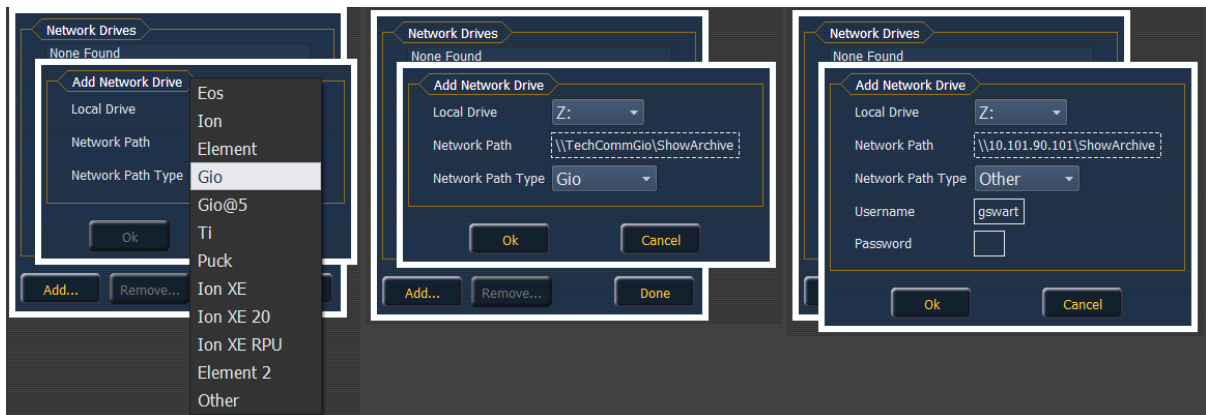 Network Drives
None Found
Add Network Drive
Local Drive
Network Path
Network Path Type
Eos
Ion
Element
Gio
Gio@5
Ti
Puck
Ion XE
Ion XE 20
Ion XE RPU
Element 2
Other
Ok
Add...
Remove...
Network Drives
None Found
Add Network Drive
Local Drive Z:
Network Path \\TechCommGio\ShowArchive
Network Path Type Gio
Ok Cancel
Add... Remove... Done
Network Drives
None Found
Add Network Drive
Local Drive Z:
Network Path \\10.101.90.101\ShowArchive
Network Path Type Other
Username gswart
Password
Ok Cancel